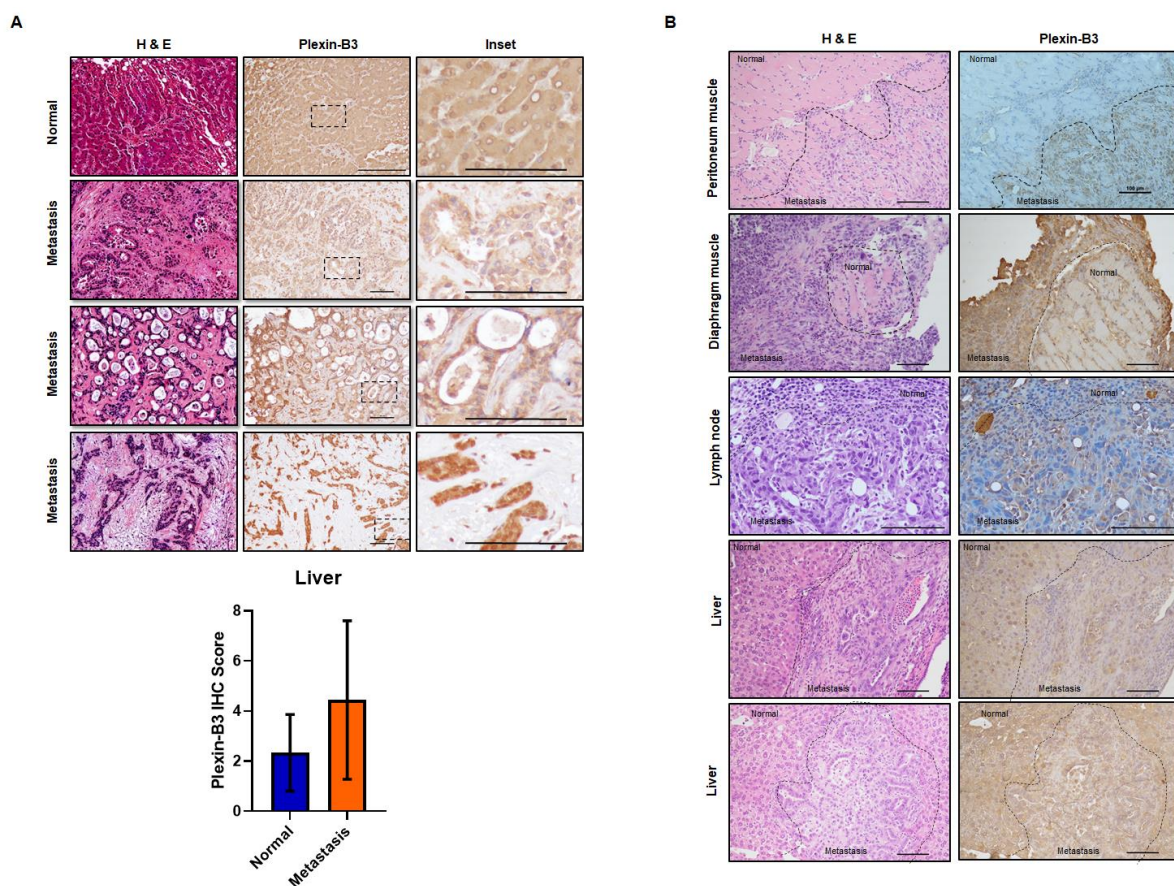 A
H & E
Plexin-B3
Inset
Normal
Metastasis
Metastasis
Metastasis
Liver
Plexin-B3 IHC Score
8
6
4
2
0
Normal
Metastasis
B
H & E
Plexin-B3
Peritoneum muscle
Normal
Metastasis
Normal
Metastasis
100 µm
Diaphragm muscle
Normal
Metastasis
Normal
Metastasis
Lymph node
Normal
Metastasis
Normal
Metastasis
Liver
Normal
Metastasis
Normal
Metastasis
Liver
Normal
Metastasis
Normal
Metastasis